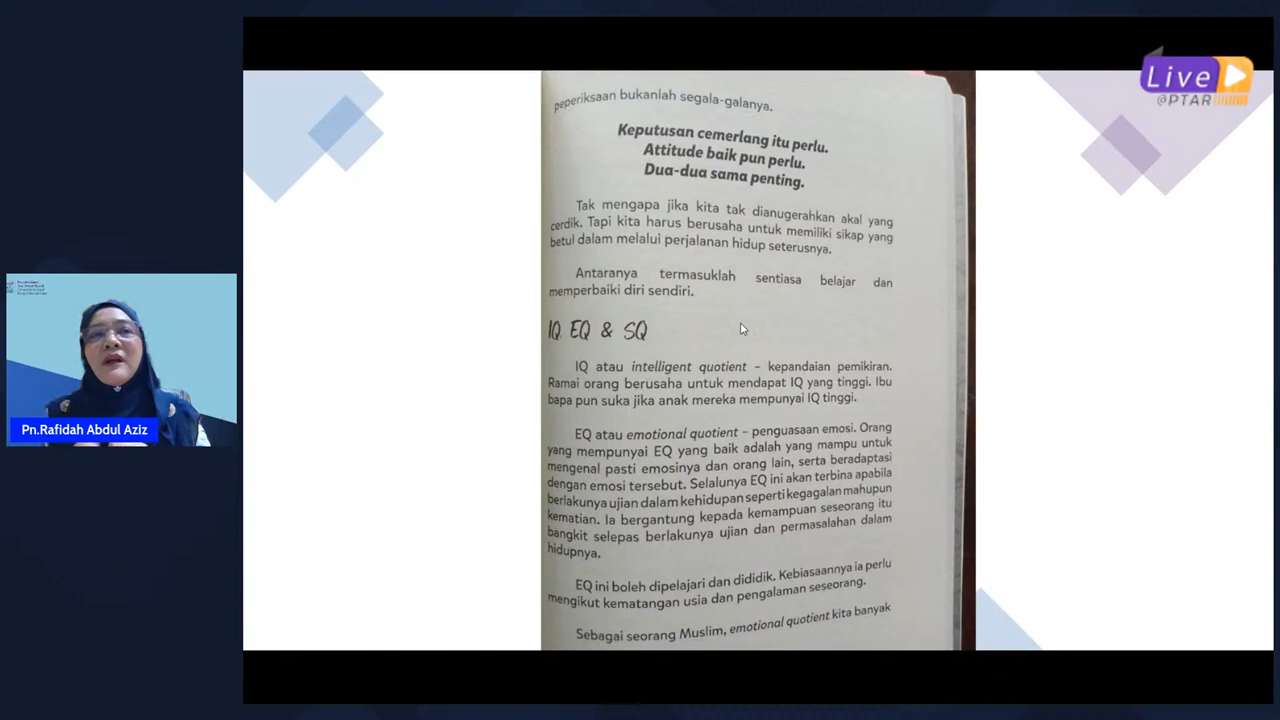 Live
@PTAR
peperiksaan bukanlah segala-galanya.
Keputusan cemerlang itu perlu.
Attitude baik pun perlu.
Dua-dua sama penting.
Tak mengapa jika kita tak dianugerahkan akal yang
cerdik. Tapi kita harus berusaha untuk memiliki sikap yang
betul dalam melalui perjalanan hidup seterusnya.
Antaranya termasuklah sentiasa belajar dan
memperbaiki diri sendiri.
IQ EQ & SQ
IQ atau intelligent quotient – kepandaian pemikiran.
Ramai orang berusaha untuk mendapat IQ yang tinggi. Ibu
bapa pun suka jika anak mereka mempunyai IQ tinggi.
EQ atau emotional quotient – penguasaan emosi. Orang
yang mempunyai EQ yang baik adalah yang mampu untuk
mengenal pasti emosinya dan orang lain, serta beradaptasi
dengan emosi tersebut. Selalunya EQ ini akan terbina apabila
berlakunya ujian dalam kehidupan seperti kegagalan mahupun
kematian. Ia bergantung kepada kemampuan seseorang itu
bangkit selepas berlakunya ujian dan permasalahan dalam
hidupnya.
EQ ini boleh dipelajari dan dididik. Kebiasaannya ia perlu
mengikut kematangan usia dan pengalaman seseorang.
Sebagai seorang Muslim, emotional quotient kita banyak
Pn.Rafidah Abdul Aziz